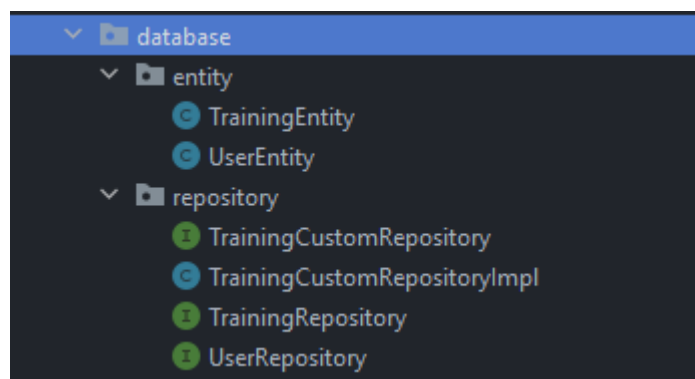 database
entity
C TrainingEntity
C UserEntity
repository
I TrainingCustomRepository
C TrainingCustomRepositoryImpl
I TrainingRepository
I UserRepository